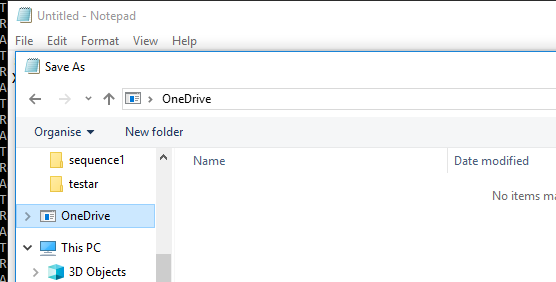 Untitled - Notepad
File Edit Format View Help
Save As
OneDrive
Organise New folder
sequence1
testar
OneDrive
This PC
3D Objects
Name Date modified
No items
T
R
A
T
R
A
T
R
A
T
R
A
T
R
A
T
R
A